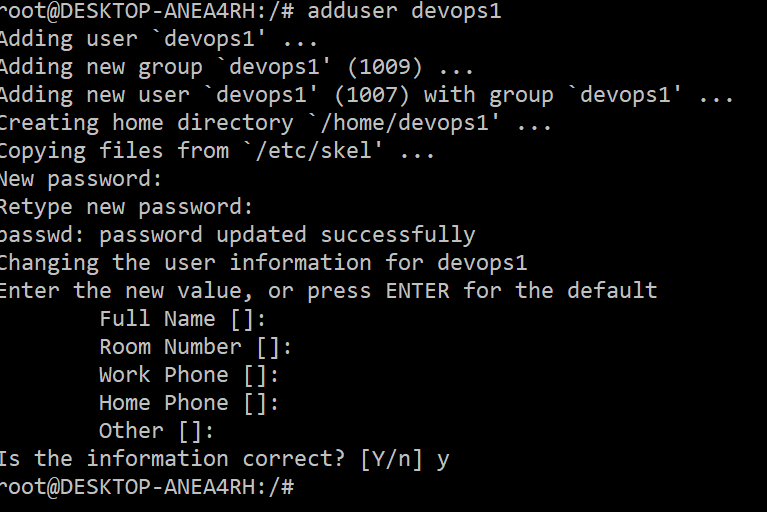 root@DESKTOP-ANEA4RH:/# adduser devops1
Adding user `devops1' ...
Adding new group `devops1' (1009) ...
Adding new user `devops1' (1007) with group `devops1' ...
Creating home directory `/home/devops1' ...
Copying files from `/etc/skel' ...
New password:
Retype new password:
passwd: password updated successfully
Changing the user information for devops1
Enter the new value, or press ENTER for the default
Full Name []:
Room Number []:
Work Phone []:
Home Phone []:
Other []:
Is the information correct? [Y/n] y
root@DESKTOP-ANEA4RH:/#